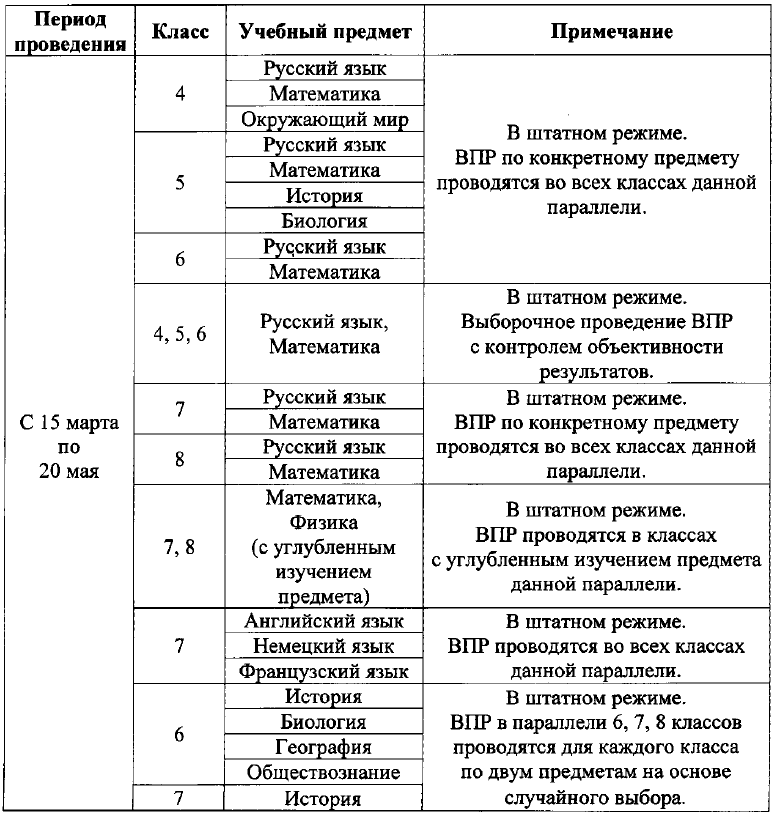 Период
проведения
Класс
Учебный предмет
Примечание
С 15 марта
по
20 мая
4
Русский язык
Математика
Окружающий мир
5
Русский язык
Математика
История
Биология
6
Русский язык
Математика
В штатном режиме.
ВПР по конкретному предмету
проводятся во всех классах данной
параллели.
4, 5, 6
Русский язык,
Математика
В штатном режиме.
Выборочное проведение ВПР
с контролем объективности
результатов.
7
Русский язык
Математика
8
Русский язык
Математика
В штатном режиме.
ВПР по конкретному предмету
проводятся во всех классах данной
параллели.
7, 8
Математика,
Физика
(с углубленным
изучением
предмета)
В штатном режиме.
ВПР проводятся в классах
с углубленным изучением предмета
данной параллели.
7
Английский язык
Немецкий язык
Французский язык
В штатном режиме.
ВПР проводятся во всех классах
данной параллели.
6
История
Биология
География
Обществознание
7
История
В штатном режиме.
ВПР в параллели 6, 7, 8 классов
проводятся для каждого класса
по двум предметам на основе
случайного выбора.